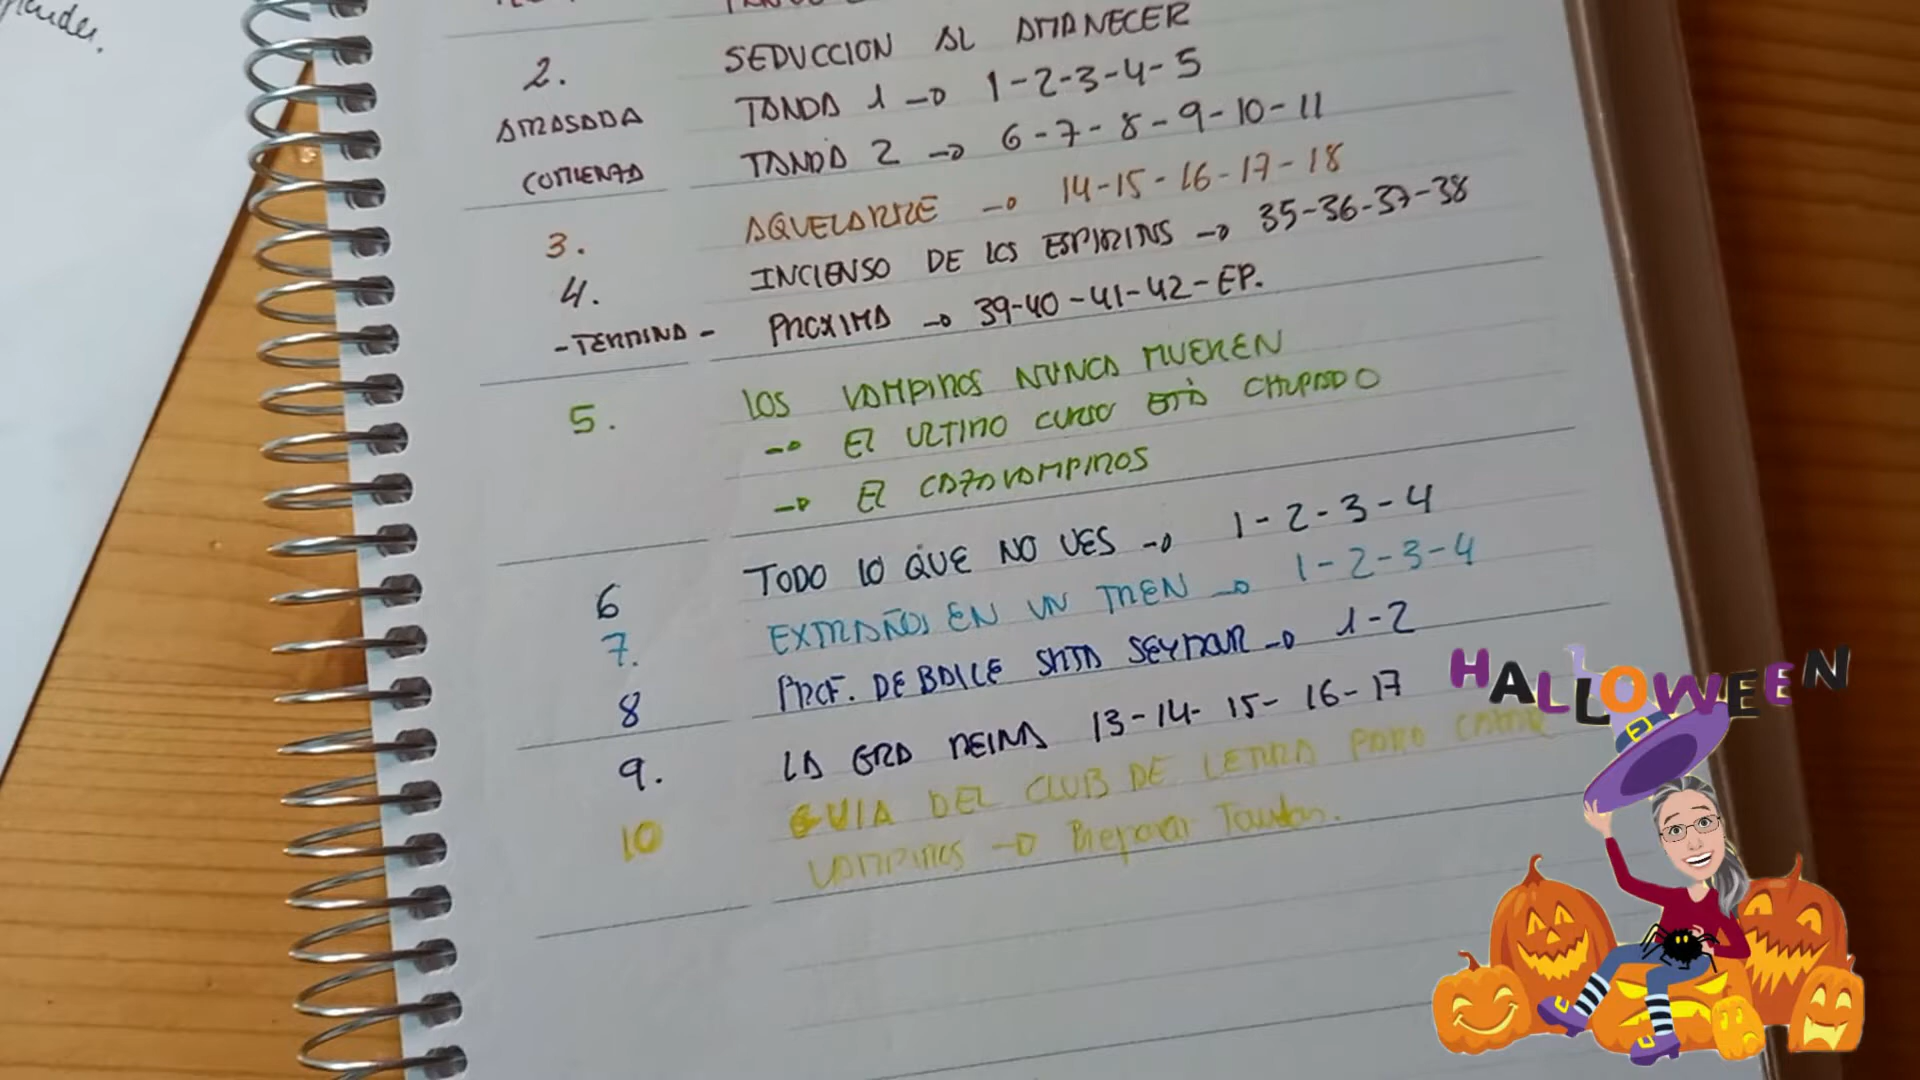 2. SEDUCCION AL AMANECER
AMASADA TANDA 1 → 1-2-3-4-5
COMIENZA TANDA 2 → 6-7-8-9-10-11
3. AQUELARRE → 14-15-16-17-18
4. INCIENSO DE LOS ESPIRITUS → 35-36-37-38
-TERMINA- PROXIMA → 39-40-41-42-EP.
5. LOS VAMPIROS NUNCA MUEREN
→ El ULTIMO CURSO ESTÁ CHUPADO
→ El CAZAVAMPIROS
6 TODO LO QUE NO VES → 1-2-3-4
7. EXTRAÑOS EN UN TREN → 1-2-3-4
8 PROF. DE BAILE SRTA SEYMOUR → 1-2
9. LA GRA REINA 13-14-15-16-17
10 GUIA DEL CLUB DE LETURA PARA
VAMPIROS → Preparar
HALLOWEEN